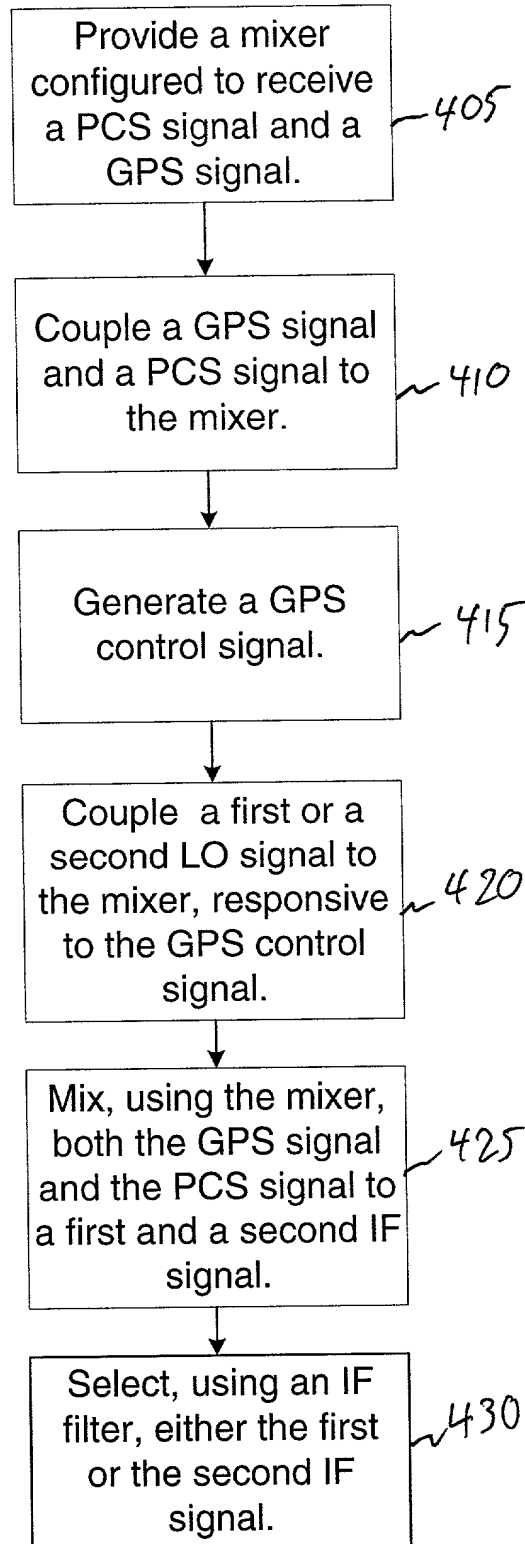 Provide a mixer
configured to receive
a PCS signal and a
GPS signal.
405
Couple a GPS signal
and a PCS signal to
the mixer.
410
Generate a GPS
control signal.
415
Couple a first or a
second LO signal to
the mixer, responsive
to the GPS control
signal.
420
Mix, using the mixer,
both the GPS signal
and the PCS signal to
a first and a second IF
signal.
425
Select, using an IF
filter, either the first
or the second IF
signal.
430